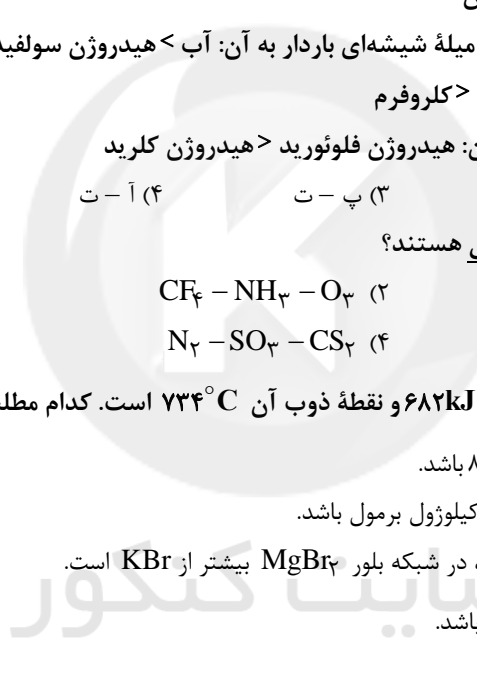 میلهٔ شیشه‌ای باردار به آن: آب > هیدروژن سولفید
> کلروفرم
: هیدروژن فلوئورید > هیدروژن کلرید
۳) پ – ت ۴) آ – ت
هستند؟
۲) CF۴ – NH۳ – O۳
۴) N۲ – SO۳ – CS۲
۶۸۲kJ و نقطهٔ ذوب آن ۷۳۴°C است. کدام
باشد.
کیلوژول برمول باشد.
در شبکه بلور MgBr۲ بیشتر از KBr است.
باشد.
سایت کنکور